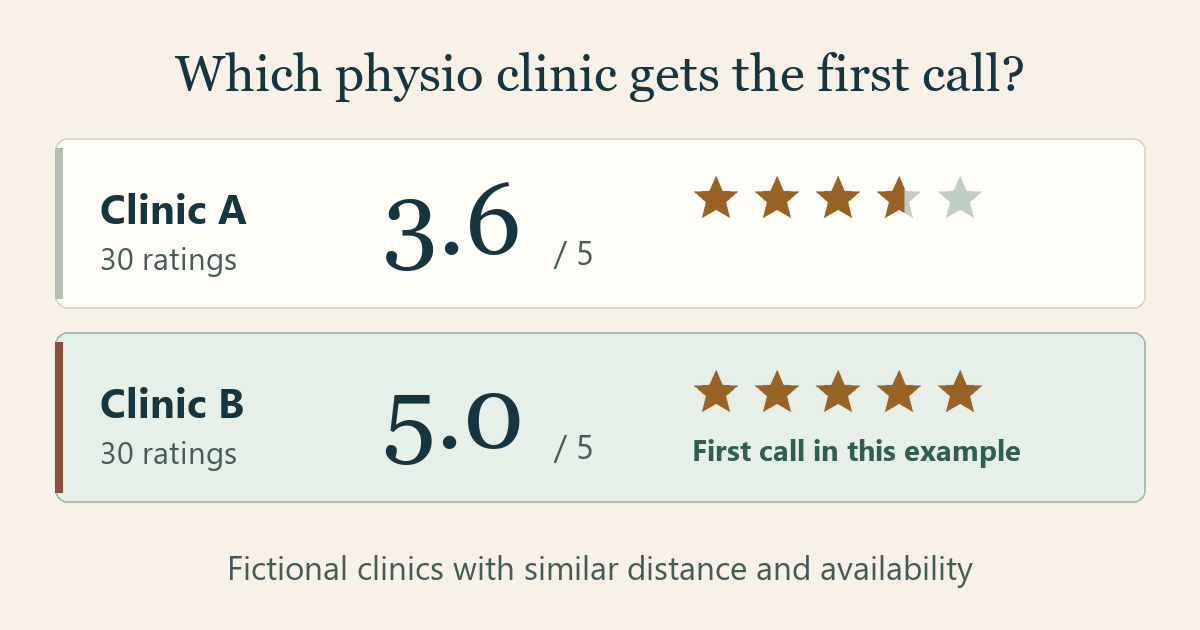 Which physio clinic gets the first call?
Clinic A
30 ratings
3.6 / 5
Clinic B
30 ratings
5.0 / 5
First call in this example
Fictional clinics with similar distance and availability